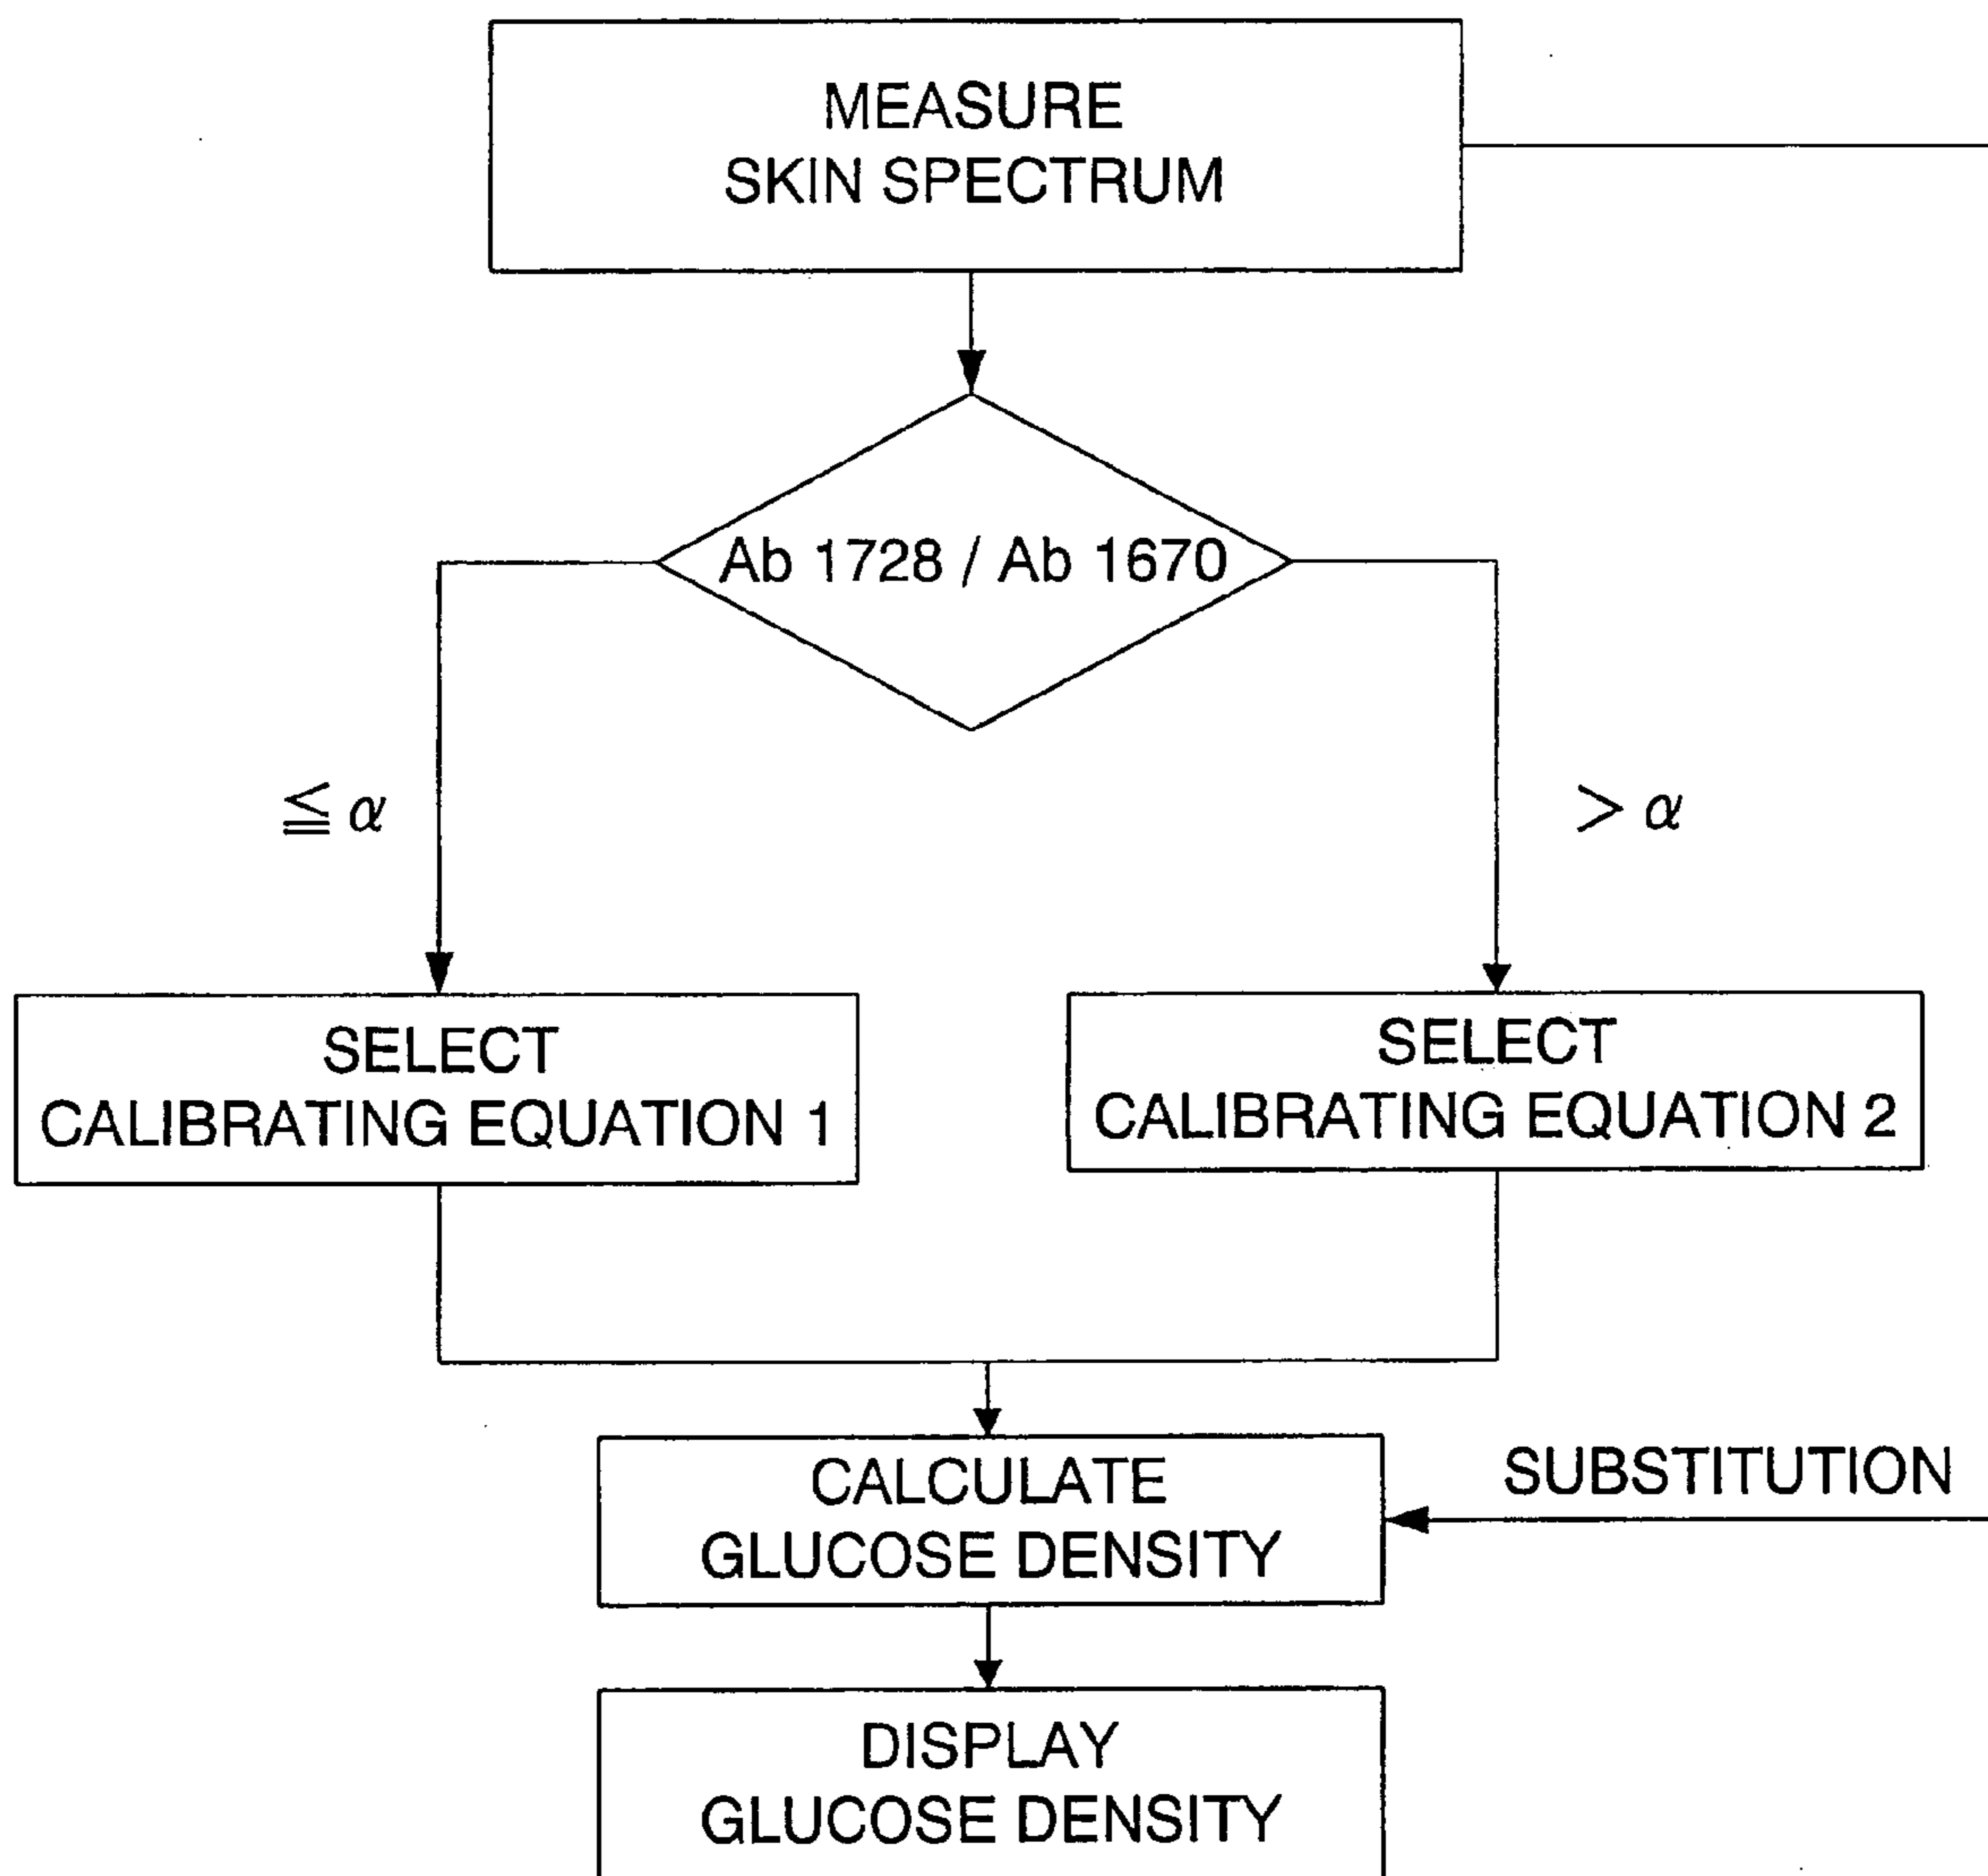 MEASURE
SKIN SPECTRUM
Ab 1728 / Ab 1670
≦ α
> α
SELECT
CALIBRATING EQUATION 1
SELECT
CALIBRATING EQUATION 2
CALCULATE
GLUCOSE DENSITY
SUBSTITUTION
DISPLAY
GLUCOSE DENSITY